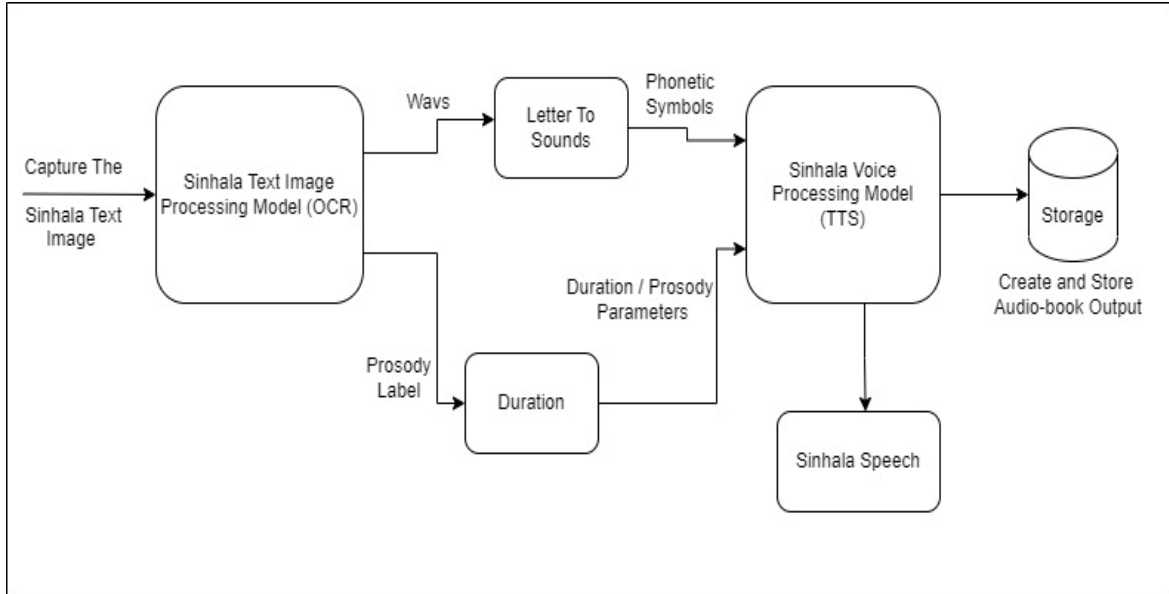 Capture The
Sinhala Text
Image
Sinhala Text Image
Processing Model (OCR)
Wavs
Letter To
Sounds
Phonetic
Symbols
Prosody
Label
Duration
Duration / Prosody
Parameters
Sinhala Voice
Processing Model
(TTS)
Storage
Create and Store
Audio-book Output
Sinhala Speech